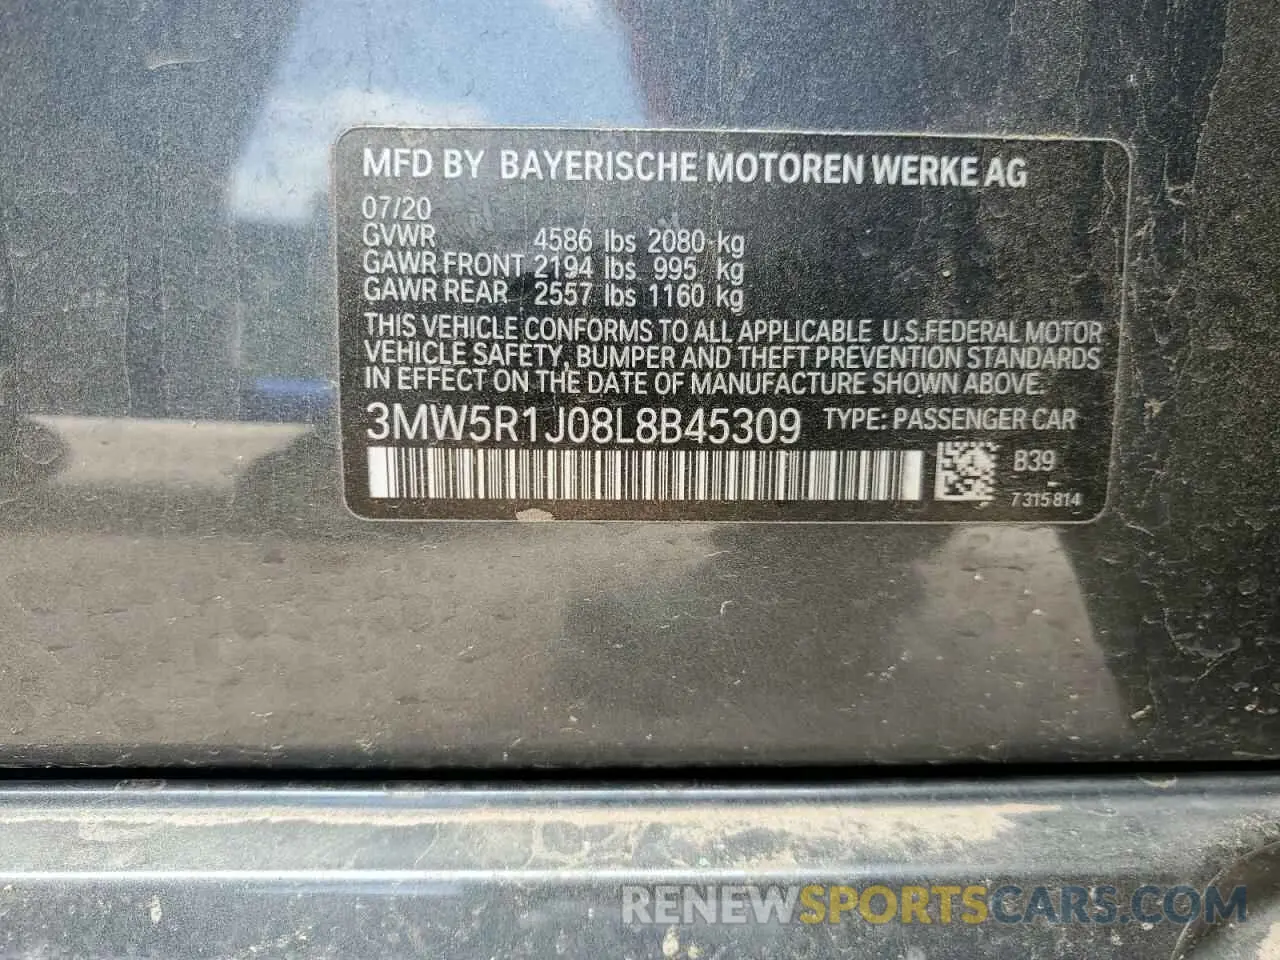 MFD BY BAYERISCHE MOTOREN WERKE AG
07/20
GVWR 4586 lbs 2080 kg
GAWR FRONT 2194 lbs 995 kg
GAWR REAR 2557 lbs 1160 kg
THIS VEHICLE CONFORMS TO ALL APPLICABLE U.S.FEDERAL MOTOR
VEHICLE SAFETY, BUMPER AND THEFT PREVENTION STANDARDS
IN EFFECT ON THE DATE OF MANUFACTURE SHOWN ABOVE.
3MW5R1J08L8B45309 TYPE: PASSENGER CAR
B39
-
7315814
RENEWSPORTSCARS.COM